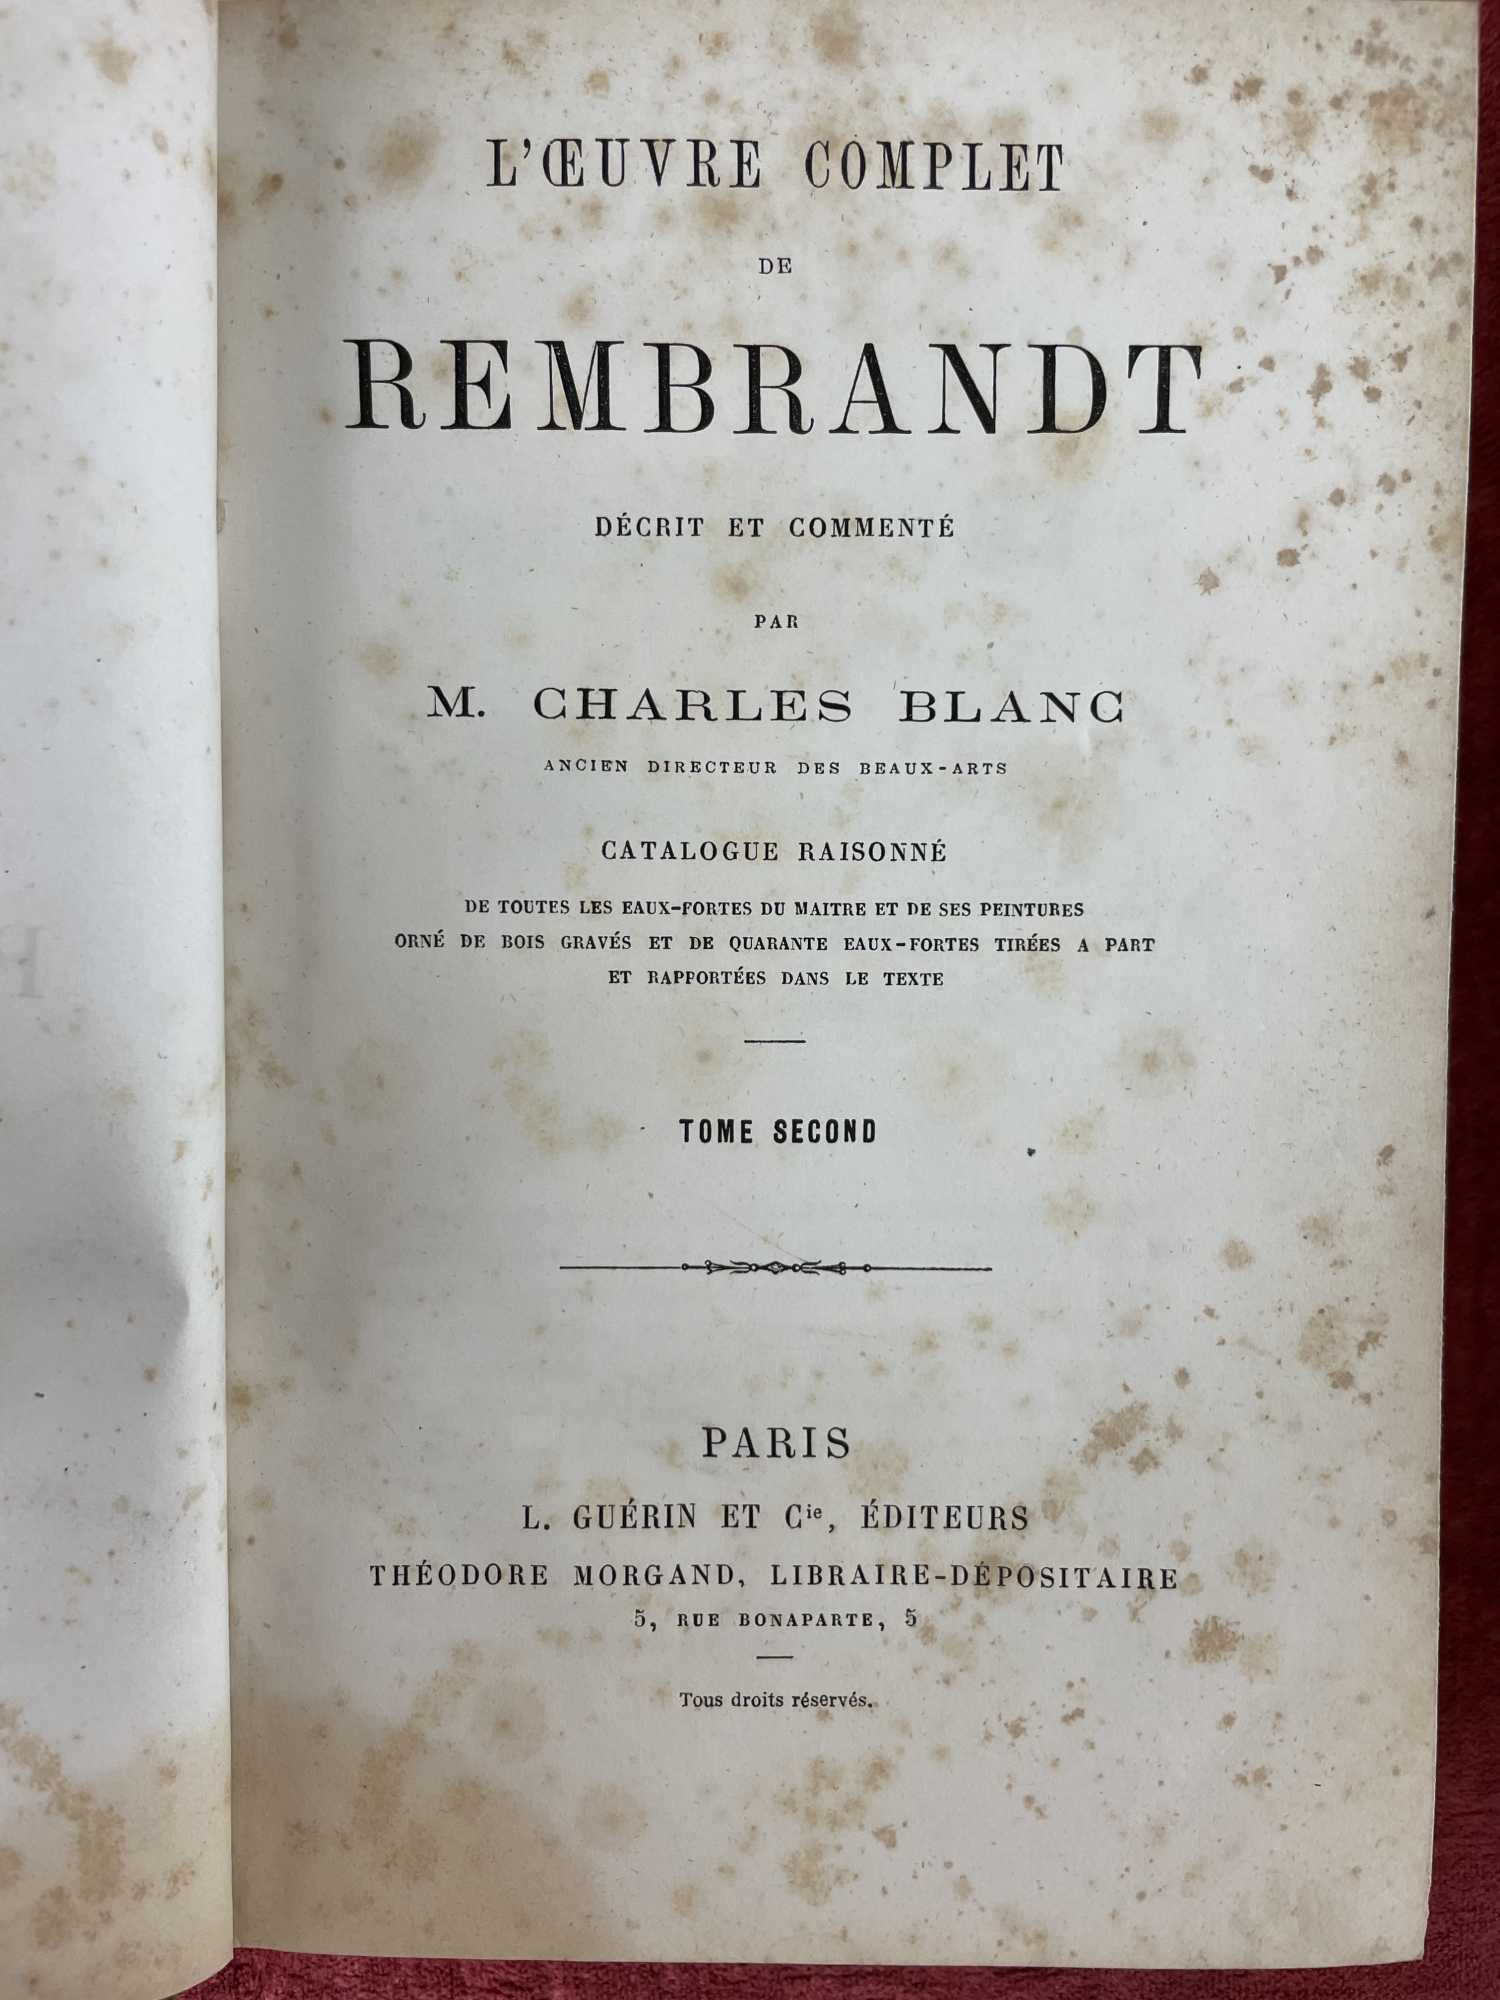 L'ŒUVRE COMPLET
DE
REMBRANDT
DÉCRIT ET COMMENTÉ
PAR
M. CHARLES BLANC
ANCIEN DIRECTEUR DES BEAUX-ARTS
CATALOGUE RAISONNÉ
DE TOUTES LES EAUX-FORTES DU MAITRE ET DE SES PEINTURES
ORNÉ DE BOIS GRAVÉS ET DE QUARANTE EAUX-FORTES TIRÉES A PART
ET RAPPORTÉES DANS LE TEXTE
TOME SECOND
PARIS
L. GUÉRIN ET Cie, ÉDITEURS
THÉODORE MORGAND, LIBRAIRE-DÉPOSITAIRE
5, RUE BONAPARTE, 5
Tous droits réservés.